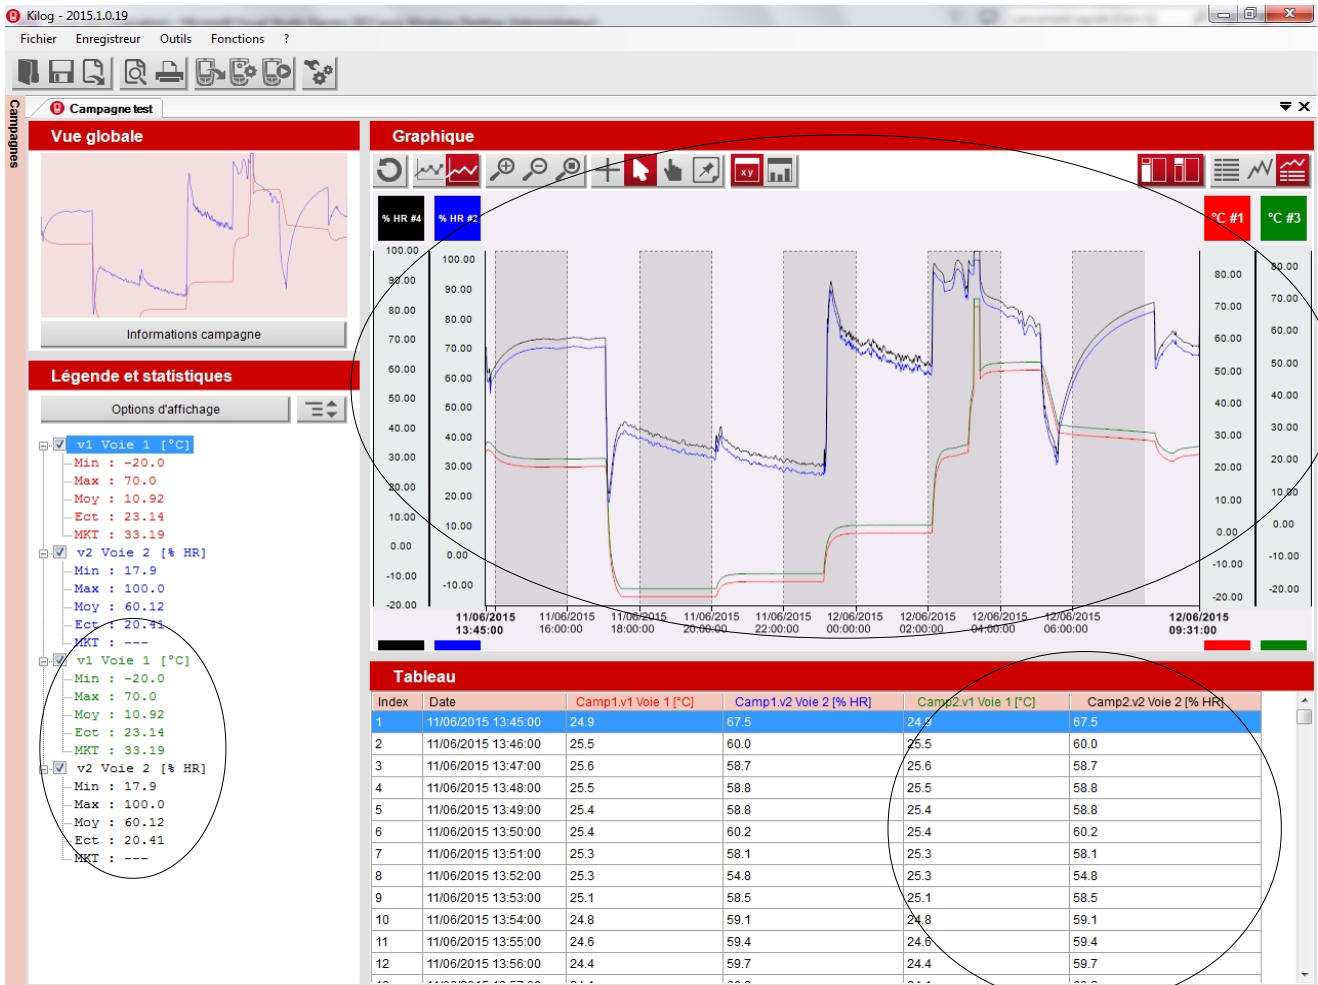 Kilog - 2015.1.0.19
Fichier Enregistreur Outils Fonctions ?
Campagnes
Campagne test
Vue globale
Informations campagne
Légende et statistiques
Options d'affichage
v1 Voie 1 [°C]
Min : -20.0
Max : 70.0
Moy : 10.92
Ect : 23.14
MKT : 33.19
v2 Voie 2 [% HR]
Min : 17.9
Max : 100.0
Moy : 60.12
Ect : 20.41
MKT : ---
v1 Voie 1 [°C]
Min : -20.0
Max : 70.0
Moy : 10.92
Ect : 23.14
MKT : 33.19
v2 Voie 2 [% HR]
Min : 17.9
Max : 100.0
Moy : 60.12
Ect : 20.41
MKT : ---
Graphique
xy
% HR #4 % HR #2 °C #1 °C #3
100.00
90.00
80.00
70.00
60.00
50.00
40.00
30.00
20.00
10.00
0.00
-10.00
-20.00
100.00
90.00
80.00
70.00
60.00
50.00
40.00
30.00
20.00
10.00
0.00
-10.00
80.00
70.00
60.00
50.00
40.00
30.00
20.00
10.00
0.00
-10.00
-20.00
80.00
70.00
60.00
50.00
40.00
30.00
20.00
10.00
0.00
-10.00
-20.00
11/06/2015 11/06/2015 11/06/2015 11/06/2015 11/06/2015 12/06/2015 12/06/2015 12/06/2015 12/06/2015 12/06/2015
13:45:00 16:00:00 18:00:00 20:00:00 22:00:00 00:00:00 02:00:00 04:00:00 06:00:00 09:31:00
Tableau
Index Date Camp1.v1 Voie 1 [°C] Camp1.v2 Voie 2 [% HR] Camp2.v1 Voie 1 [°C] Camp2.v2 Voie 2 [% HR]
1 11/06/2015 13:45:00 24.9 67.5 24.9 67.5
2 11/06/2015 13:46:00 25.5 60.0 25.5 60.0
3 11/06/2015 13:47:00 25.6 58.7 25.6 58.7
4 11/06/2015 13:48:00 25.5 58.8 25.5 58.8
5 11/06/2015 13:49:00 25.4 58.8 25.4 58.8
6 11/06/2015 13:50:00 25.4 60.2 25.4 60.2
7 11/06/2015 13:51:00 25.3 58.1 25.3 58.1
8 11/06/2015 13:52:00 25.3 54.8 25.3 54.8
9 11/06/2015 13:53:00 25.1 58.5 25.1 58.5
10 11/06/2015 13:54:00 24.8 59.1 24.8 59.1
11 11/06/2015 13:55:00 24.6 59.4 24.6 59.4
12 11/06/2015 13:56:00 24.4 59.7 24.4 59.7